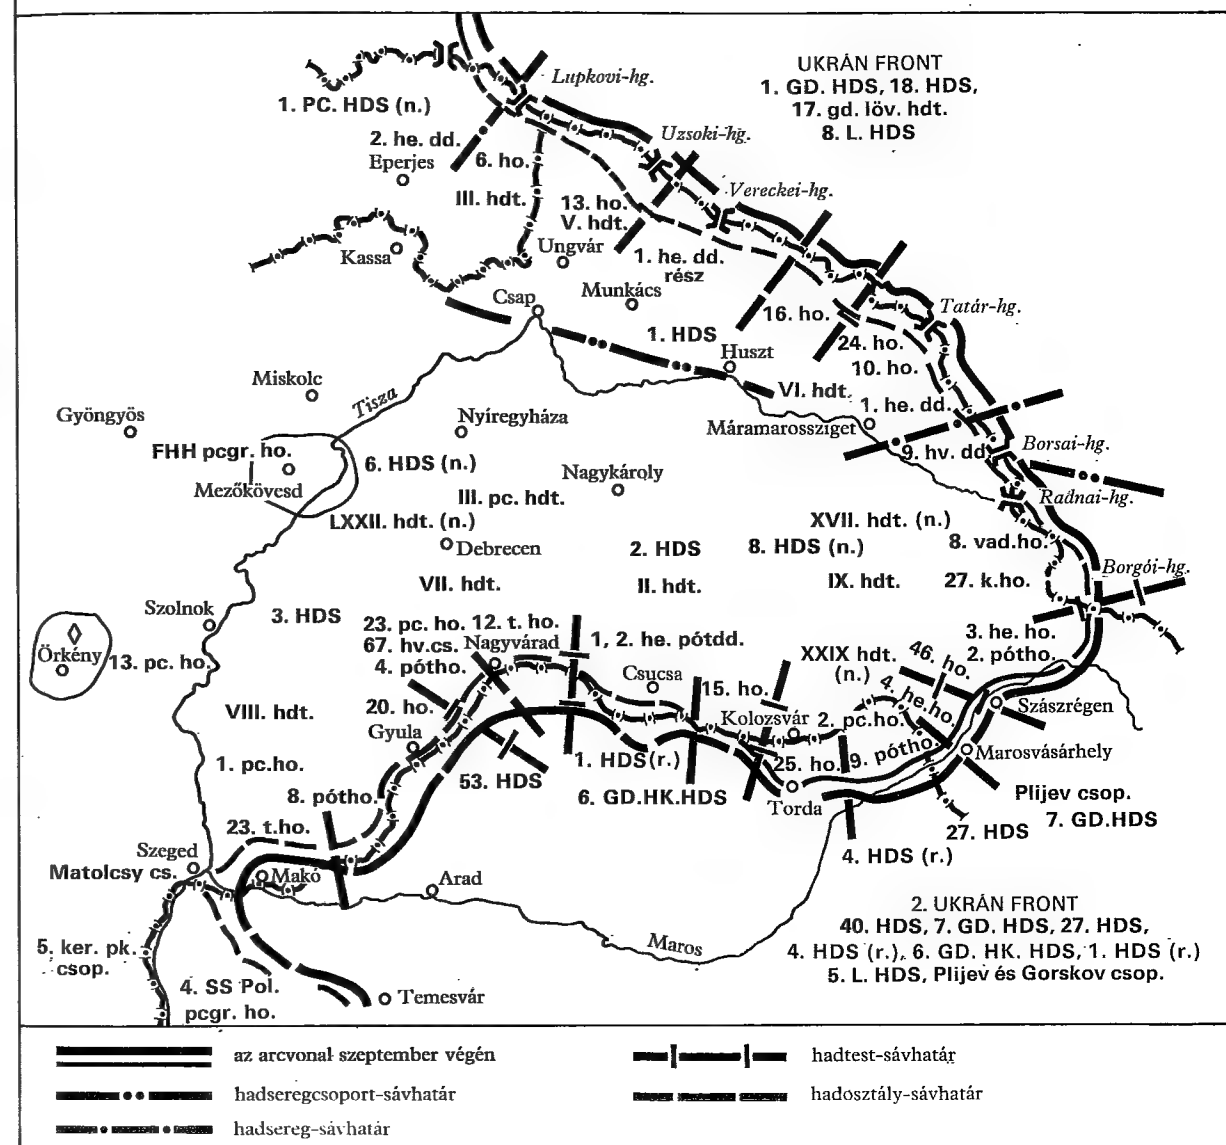 UKRÁN FRONT
1. GD. HDS, 18. HDS,
17. gd. löv. hdt.
8. L. HDS
Lupkovi-hg.
1. PC. HDS (n.)
2. he. dd.
Eperjes
6. ho.
Uzsoki-hg.
III. hdt.
13. ho.
V. hdt.
Vereckei-hg.
Kassa
Ungvár
1. he. dd.
rész
Munkács
Csap
16. ho.
Tatár-hg.
1. HDS
24. ho.
10. ho.
Huszt
VI. hdt.
Miskolc
Tisza
1. he. dd.
Gyöngyös
Nyíregyháza
Máramarossziget
9. hv. dd
Borsai-hg.
FHH pcgr. ho.
6. HDS (n.)
Nagykároly
Mezőkövesd
III. pc. hdt.
Radnai-hg.
LXXII. hdt. (n.)
XVII. hdt. (n.)
Debrecen
2. HDS
8. HDS (n.)
8. vad.ho.
Borgói-hg.
VII. hdt.
II. hdt.
IX. hdt.
27. k.ho.
Szolnok
3. HDS
23. pc. ho.
12. t. ho.
67. hv.cs.
Nagyvárad
1, 2. he. pótdd.
3. he. ho.
2. pótho.
Örkény
13. pc. ho.
4. pótho.
Csucsa
XXIX hdt.
(n.)
46. ho.
4. he.ho.
15. ho.
20. ho.
VIII. hdt.
Gyula
Kolozsvár
2. pc.ho.
Szászrégen
9. pótho.
Marosvásárhely
1. pc.ho.
53. HDS
1. HDS (r.)
25. ho.
8. pótho.
6. GD.HK.HDS
Torda
Plijev csop.
7. GD.HDS
23. t.ho.
27. HDS
Szeged
4. HDS (r.)
Matolcsy cs.
Makó
Arad
2. UKRÁN FRONT
40. HDS, 7. GD. HDS, 27. HDS,
4. HDS (r.), 6. GD. HK. HDS, 1. HDS (r.)
5. L. HDS, Plijev és Gorskov csop.
Maros
5. ker. pk.
csop.
4. SS Pol.
pcgr. ho.
Temesvár
az arcvonal szeptember végén
hadseregcsoport-sávhatár
hadsereg-sávhatár
hadtest-sávhatár
hadosztály-sávhatár